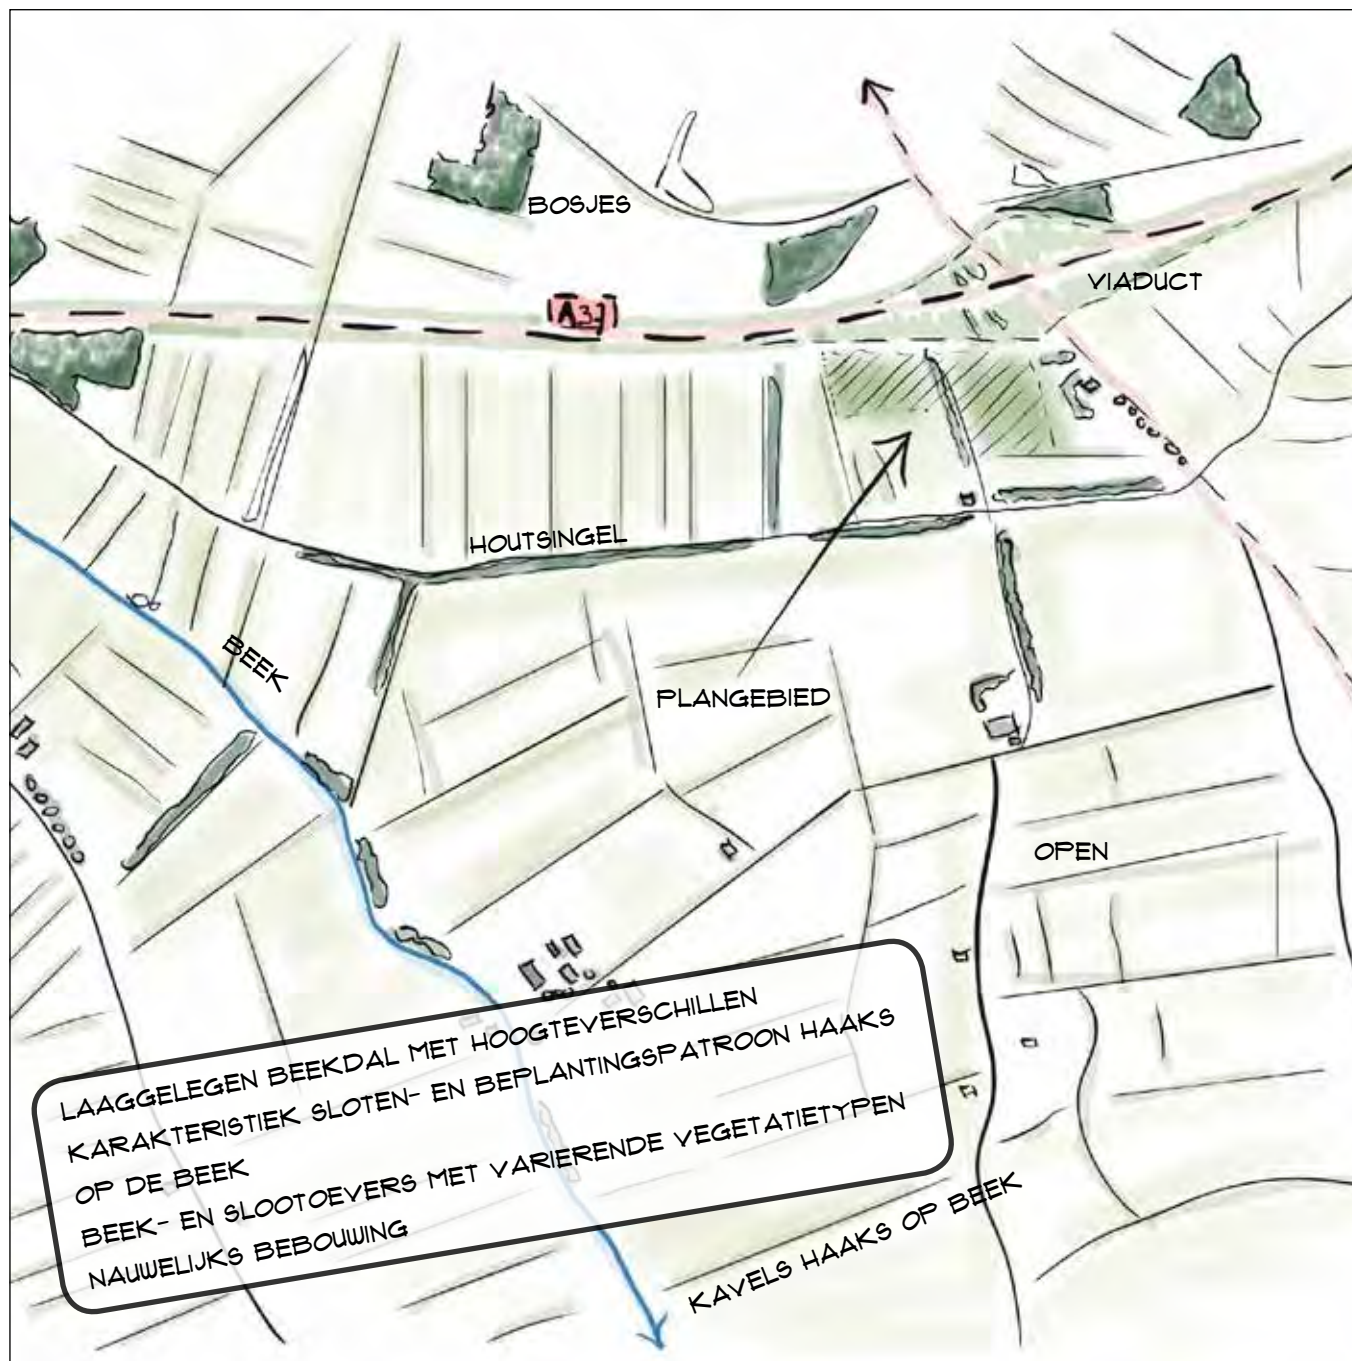 BOSJES
VIADUCT
A37
HOUTSINGEL
BEEK
PLANGEBIED
OPEN
LAAGGELEGEN BEEKDAL MET HOOGTEVERSCHILLEN
KARAKTERISTIEK SLOTEN- EN BEPLANTINGSPATROON HAAKS
OP DE BEEK
BEEK- EN SLOOTOEVERS MET VARIERENDE VEGETATIETYPEN
NAUWELIJKS BEBOUWING
KAVELS HAAKS OP BEEK